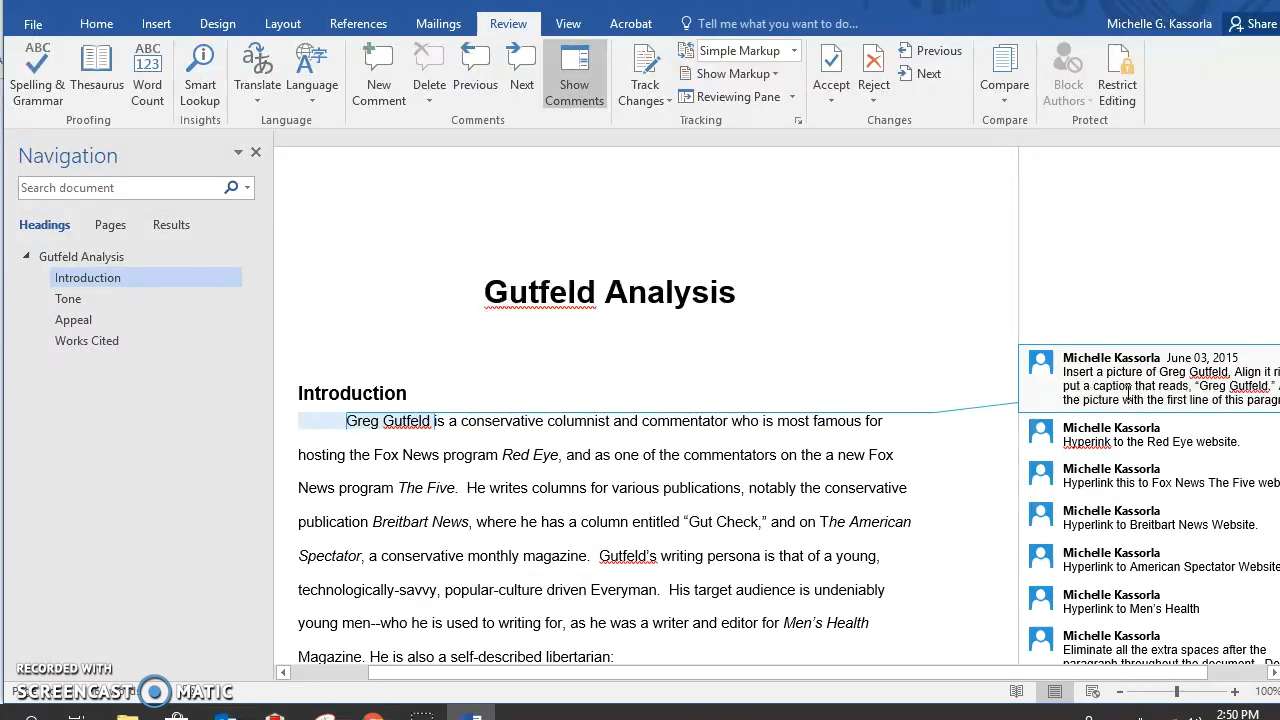 File Home Insert Design Layout References Mailings Review View Acrobat Tell me what you want to do... Michelle G. Kassorla Share
ABC ABC 123
Simple Markup Previous
Show Markup Next
Reviewing Pane
Spelling & Grammar Thesaurus Word Count Smart Lookup Translate Language New Comment Delete Previous Next Show Comments Track Changes Accept Reject Compare Block Authors Restrict Editing
Proofing Insights Language Comments Tracking Changes Compare Protect
Navigation
Search document
Headings Pages Results
Gutfeld Analysis
Introduction
Tone
Appeal
Works Cited
Gutfeld Analysis
Introduction
Greg Gutfeld is a conservative columnist and commentator who is most famous for
hosting the Fox News program Red Eye, and as one of the commentators on the a new Fox
News program The Five.  He writes columns for various publications, notably the conservative
publication Breitbart News, where he has a column entitled “Gut Check,” and on The American
Spectator, a conservative monthly magazine.  Gutfeld’s writing persona is that of a young,
technologically-savvy, popular-culture driven Everyman.  His target audience is undeniably
young men--who he is used to writing for, as he was a writer and editor for Men’s Health
Magazine. He is also a self-described libertarian:
Michelle Kassorla June 03, 2015
Insert a picture of Greg Gutfeld. Align it
put a caption that reads, “Greg Gutfeld,”
the picture with the first line of this
Michelle Kassorla
Hyperink to the Red Eye website.
Michelle Kassorla
Hyperlink this to Fox News The Five
Michelle Kassorla
Hyperlink to Breitbart News Website.
Michelle Kassorla
Hyperlink to American Spectator Website
Michelle Kassorla
Hyperlink to Men’s Health
Michelle Kassorla
Eliminate all the extra spaces after the
paragraph throughout the document.
RECORDED WITH
SCREENCAST MATIC
100%
2:50 PM